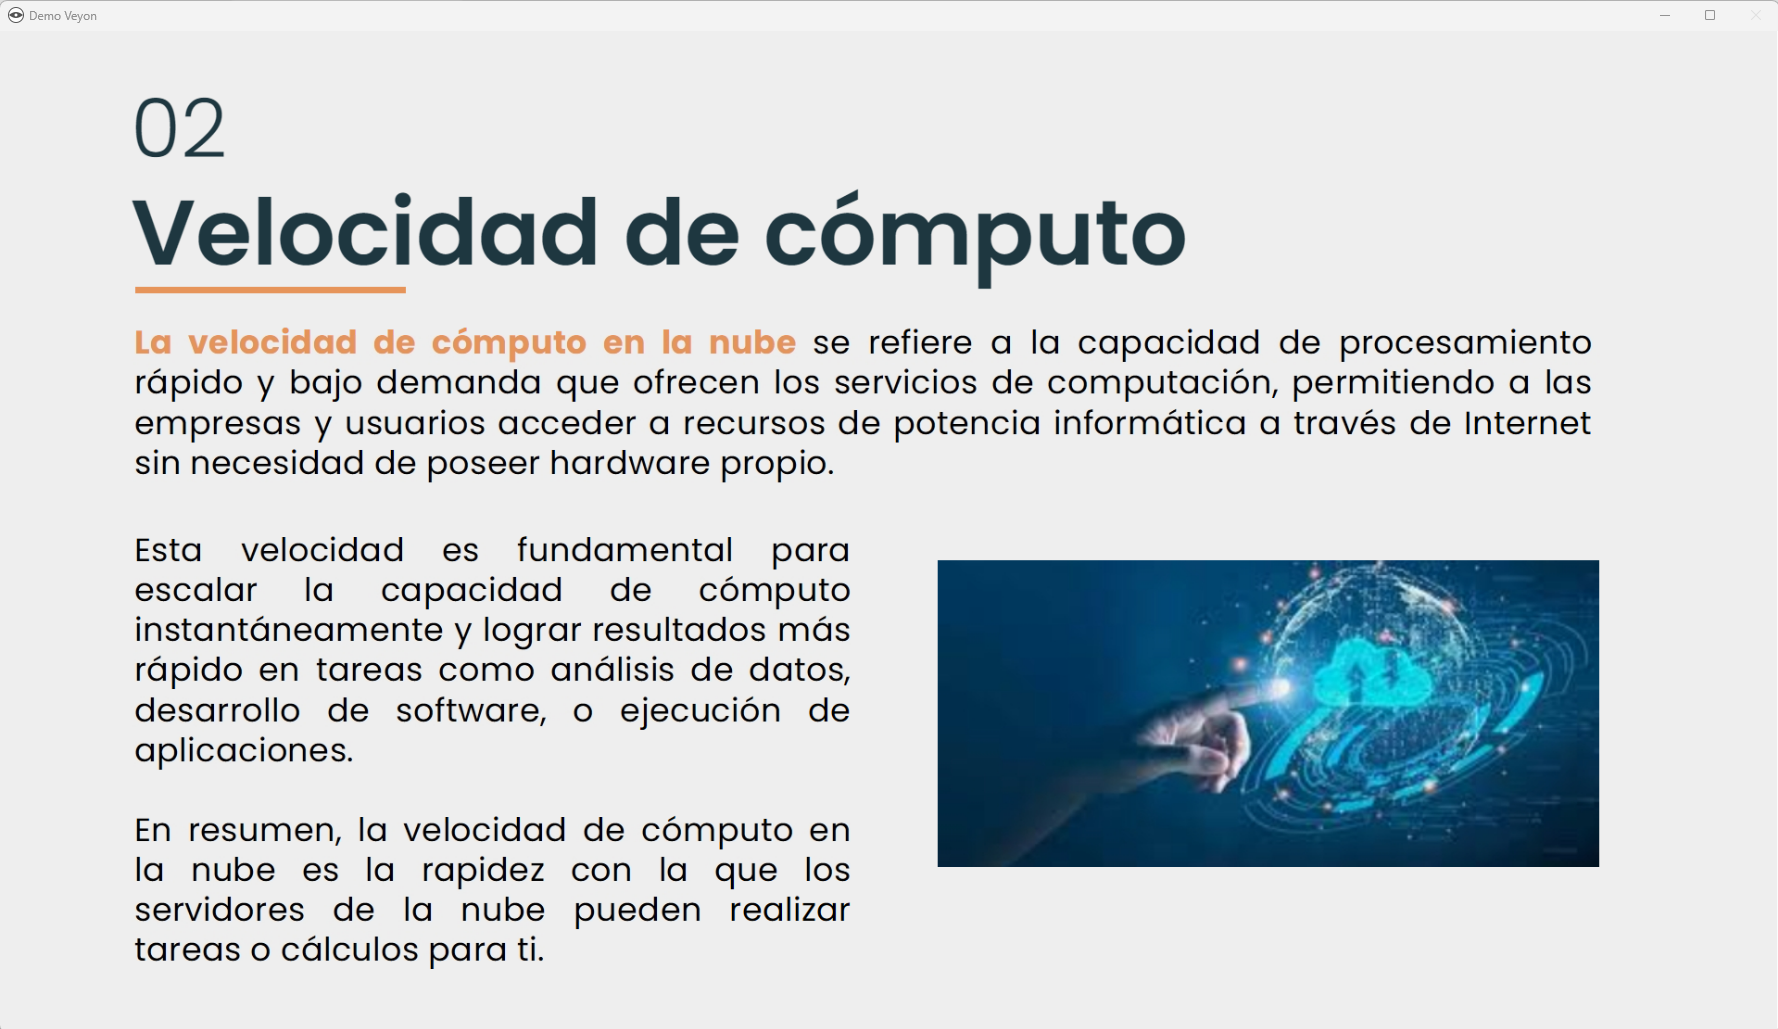 Demo Veyon
02
Velocidad de cómputo
La velocidad de cómputo en la nube se refiere a la capacidad de procesamiento
rápido y bajo demanda que ofrecen los servicios de computación, permitiendo a las
empresas y usuarios acceder a recursos de potencia informática a través de Internet
sin necesidad de poseer hardware propio.
Esta velocidad es fundamental para
escalar la capacidad de cómputo
instantáneamente y lograr resultados más
rápido en tareas como análisis de datos,
desarrollo de software, o ejecución de
aplicaciones.
En resumen, la velocidad de cómputo en
la nube es la rapidez con la que los
servidores de la nube pueden realizar
tareas o cálculos para ti.